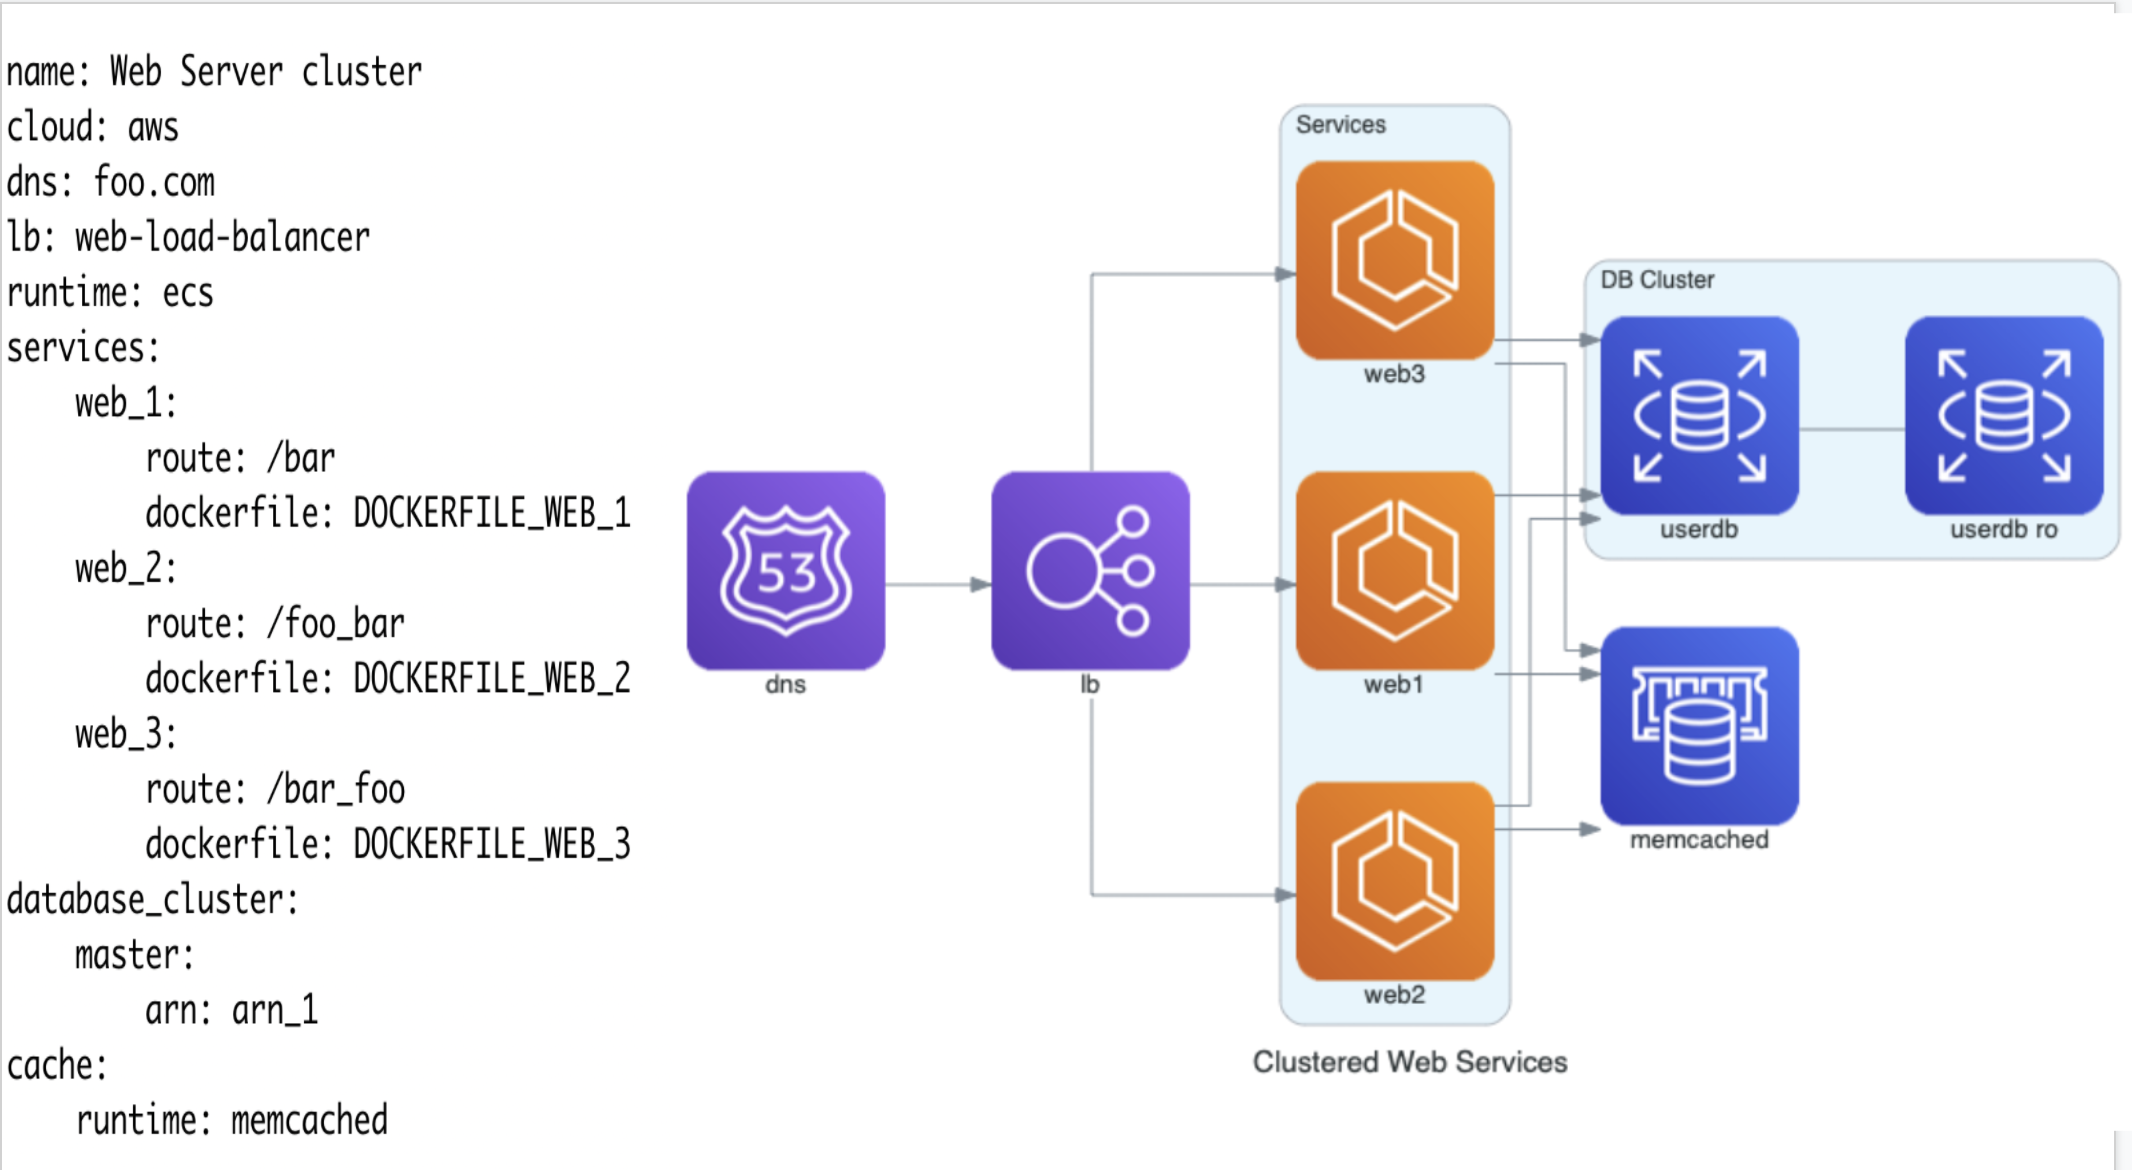 name: Web Server cluster
cloud: aws
dns: foo.com
lb: web-load-balancer
runtime: ecs
services:
    web_1:
        route: /bar
        dockerfile: DOCKERFILE_WEB_1
    web_2:
        route: /foo_bar
        dockerfile: DOCKERFILE_WEB_2
    web_3:
        route: /bar_foo
        dockerfile: DOCKERFILE_WEB_3
database_cluster:
    master:
        arn: arn_1
cache:
    runtime: memcached
53
dns
lb
Services
web3
web1
web2
DB Cluster
userdb
userdb ro
memcached
Clustered Web Services